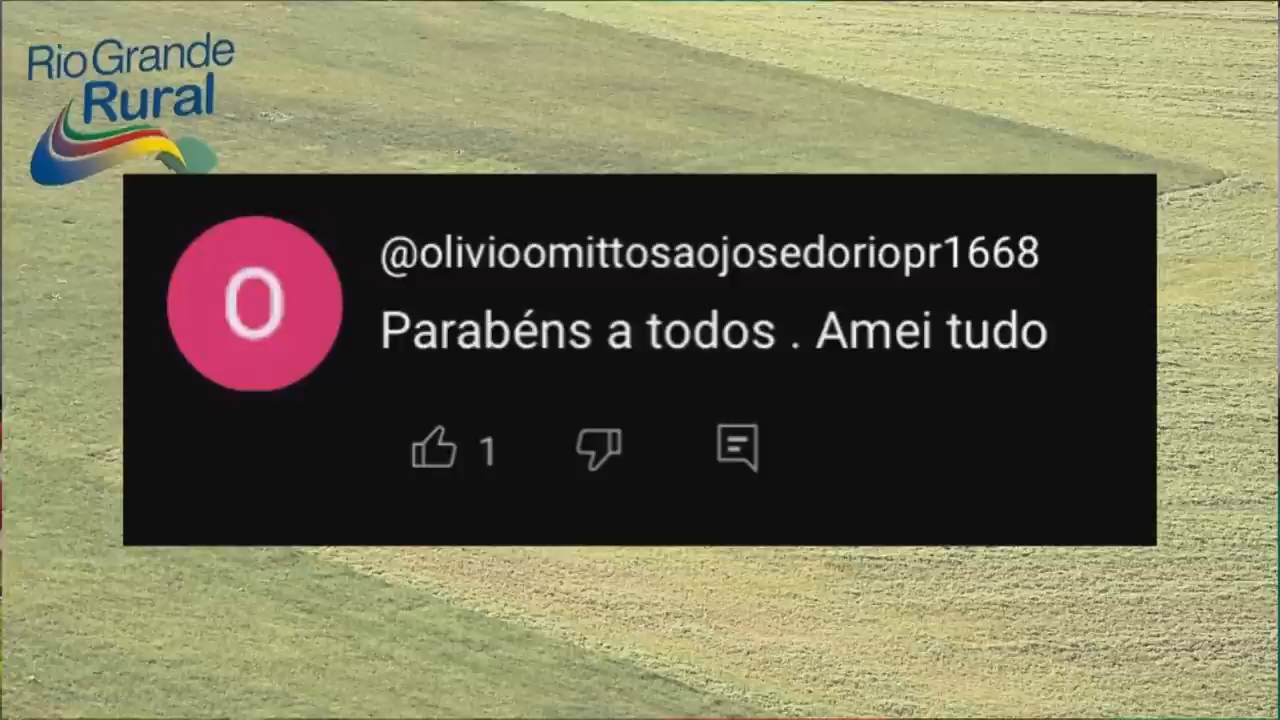 Rio Grande
Rural
O
@olivioomittosaojosedoriopr1668
Parabéns a todos . Amei tudo
1